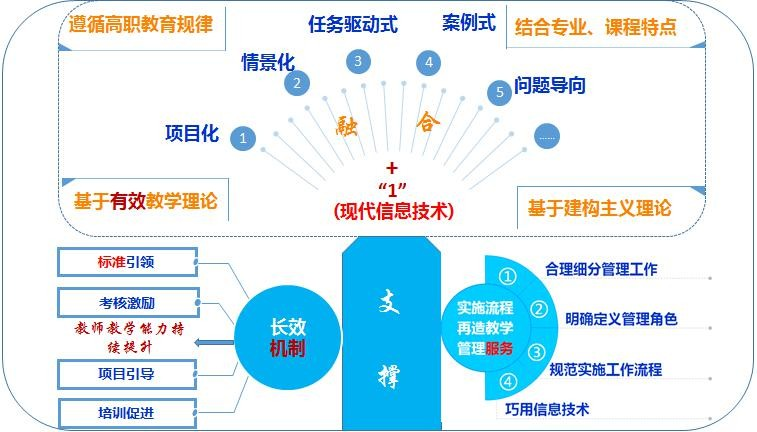 遵循高职教育规律
任务驱动式
案例式
结合专业、课程特点
情景化
3
4
2
问题导向
5
项目化
1
融
合
……
+
“1”
(现代信息技术)
基于有效教学理论
基于建构主义理论
标准引领
考核激励
教师教学能力持
续提升
项目引导
培训促进
长效
机制
支
撑
实施流程
再造教学
管理服务
①
合理细分管理工作
②
明确定义管理角色
③
规范实施工作流程
④
巧用信息技术